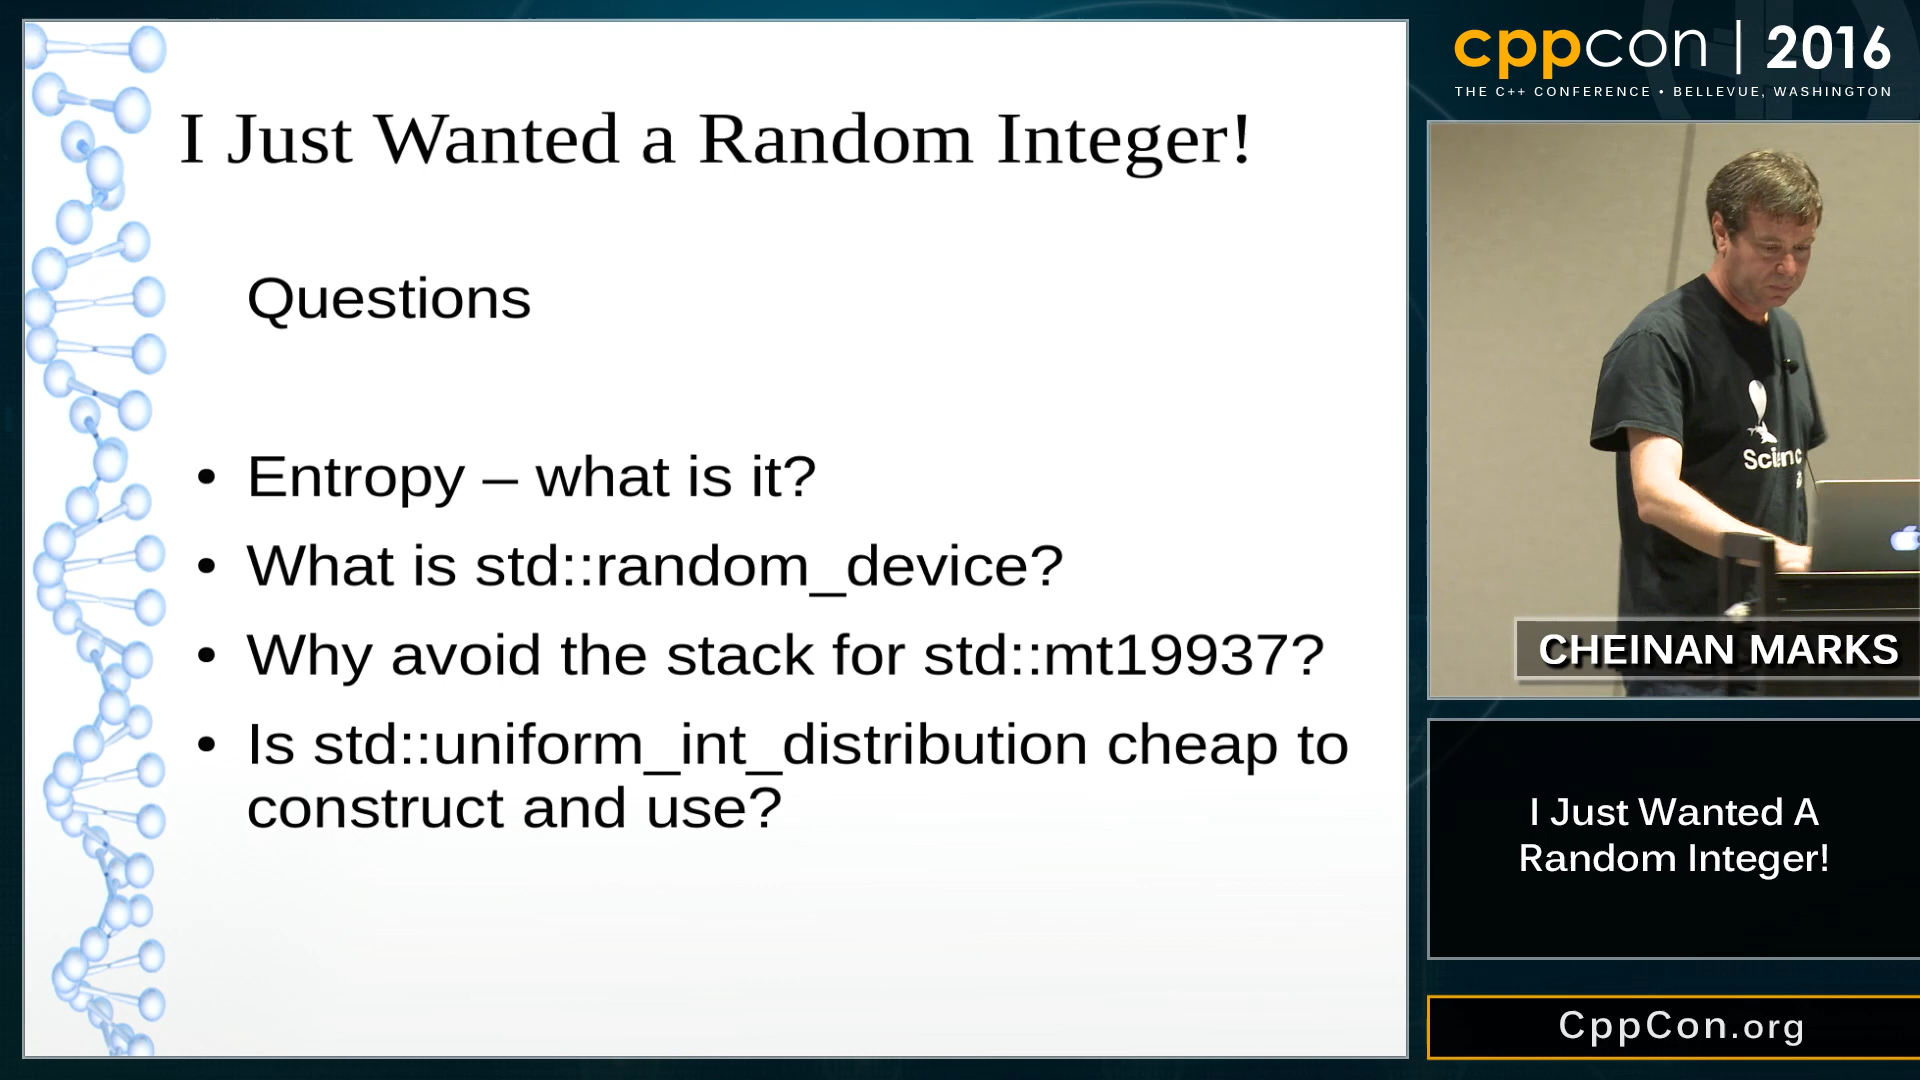 I Just Wanted a Random Integer!
Questions
• Entropy – what is it?
• What is std::random_device?
• Why avoid the stack for std::mt19937?
• Is std::uniform_int_distribution cheap to
construct and use?
cppcon | 2016
THE C++ CONFERENCE • BELLEVUE, WASHINGTON
Scienc
CHEINAN MARKS
I Just Wanted A
Random Integer!
CppCon.org